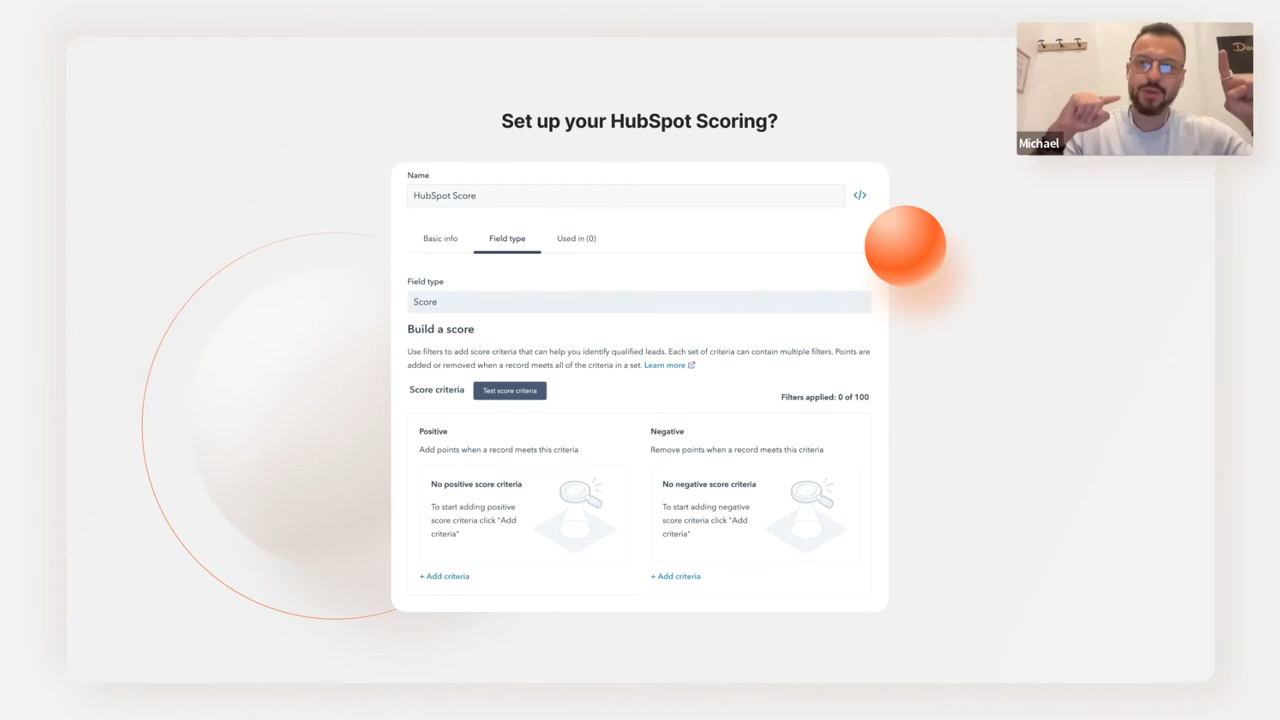 Set up your HubSpot Scoring?
Michael
Name
HubSpot Score
</>
Basic info
Field type
Used in (0)
Field type
Score
Build a score
Use filters to add score criteria that can help you identify qualified leads. Each set of criteria can contain multiple filters. Points are
added or removed when a record meets all of the criteria in a set. Learn more
Score criteria
Test score criteria
Filters applied: 0 of 100
Positive
Add points when a record meets this criteria
No positive score criteria
To start adding positive
score criteria click "Add
criteria"
+ Add criteria
Negative
Remove points when a record meets this criteria
No negative score criteria
To start adding negative
score criteria click "Add
criteria"
+ Add criteria